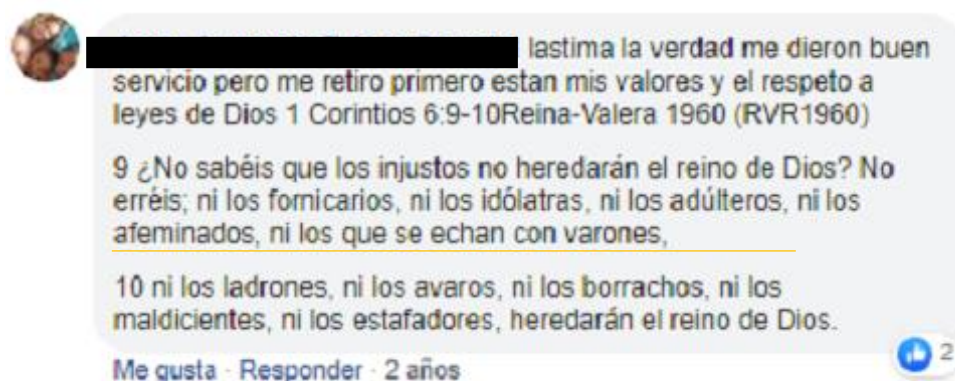 lastima la verdad me dieron buen
servicio pero me retiro primero estan mis valores y el respeto a
leyes de Dios 1 Corintios 6:9-10Reina-Valera 1960 (RVR1960)
9 ¿No sabéis que los injustos no heredarán el reino de Dios? No
erréis; ni los fornicarios, ni los idólatras, ni los adúlteros, ni los
afeminados, ni los que se echan con varones,
10 ni los ladrones, ni los avaros, ni los borrachos, ni los
maldicientes, ni los estafadores, heredarán el reino de Dios.
2
Me gusta · Responder · 2 años